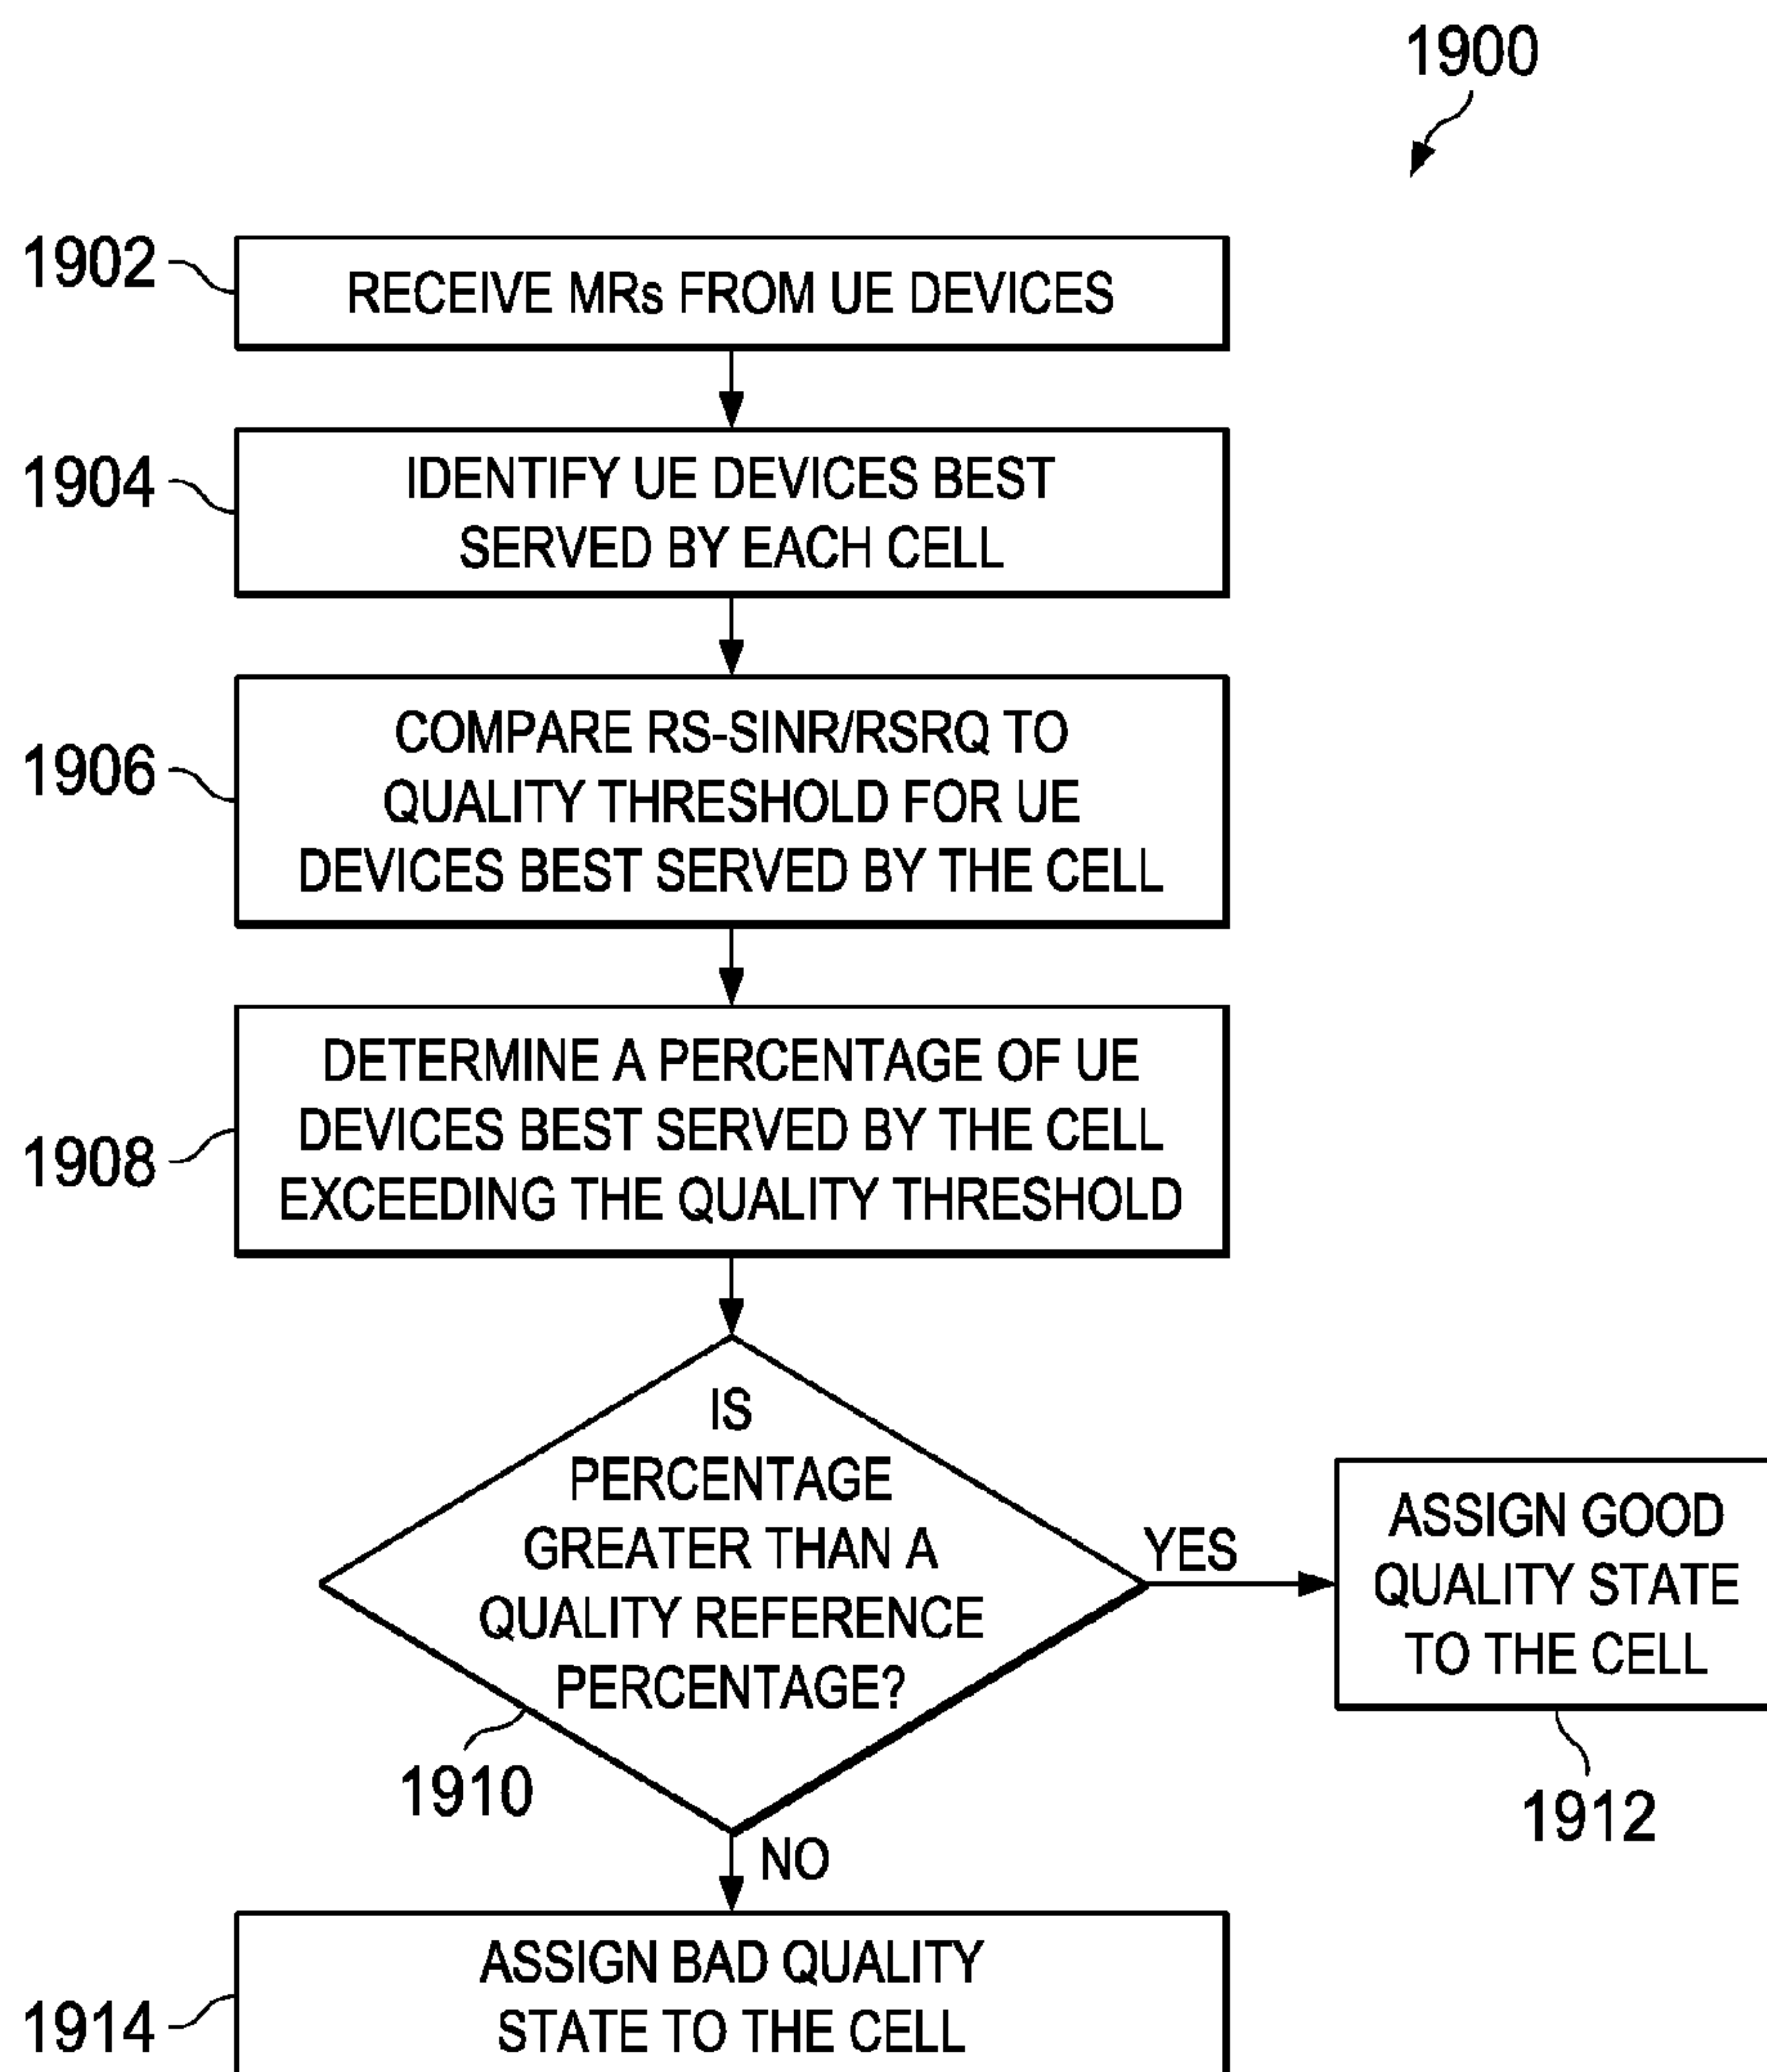 1900
1902
RECEIVE MRs FROM UE DEVICES
1904
IDENTIFY UE DEVICES BEST
SERVED BY EACH CELL
1906
COMPARE RS-SINR/RSRQ TO
QUALITY THRESHOLD FOR UE
DEVICES BEST SERVED BY THE CELL
1908
DETERMINE A PERCENTAGE OF UE
DEVICES BEST SERVED BY THE CELL
EXCEEDING THE QUALITY THRESHOLD
IS
PERCENTAGE
GREATER THAN A
QUALITY REFERENCE
PERCENTAGE?
1910
YES
ASSIGN GOOD
QUALITY STATE
TO THE CELL
1912
NO
1914
ASSIGN BAD QUALITY
STATE TO THE CELL